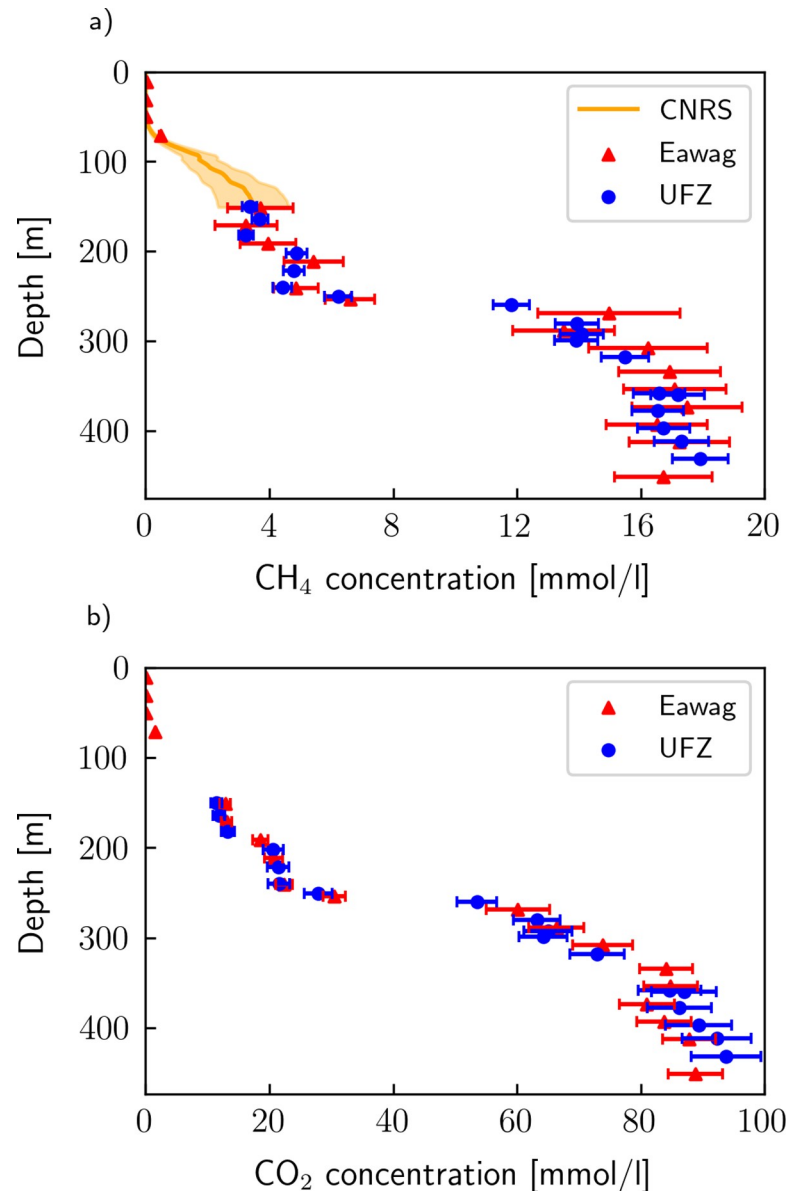 a)
0
100
200
300
400
Depth [m]
CNRS
Eawag
UFZ
0 4 8 12 16 20
CH₄ concentration [mmol/l]
b)
0
100
200
300
400
Depth [m]
Eawag
UFZ
0 20 40 60 80 100
CO₂ concentration [mmol/l]